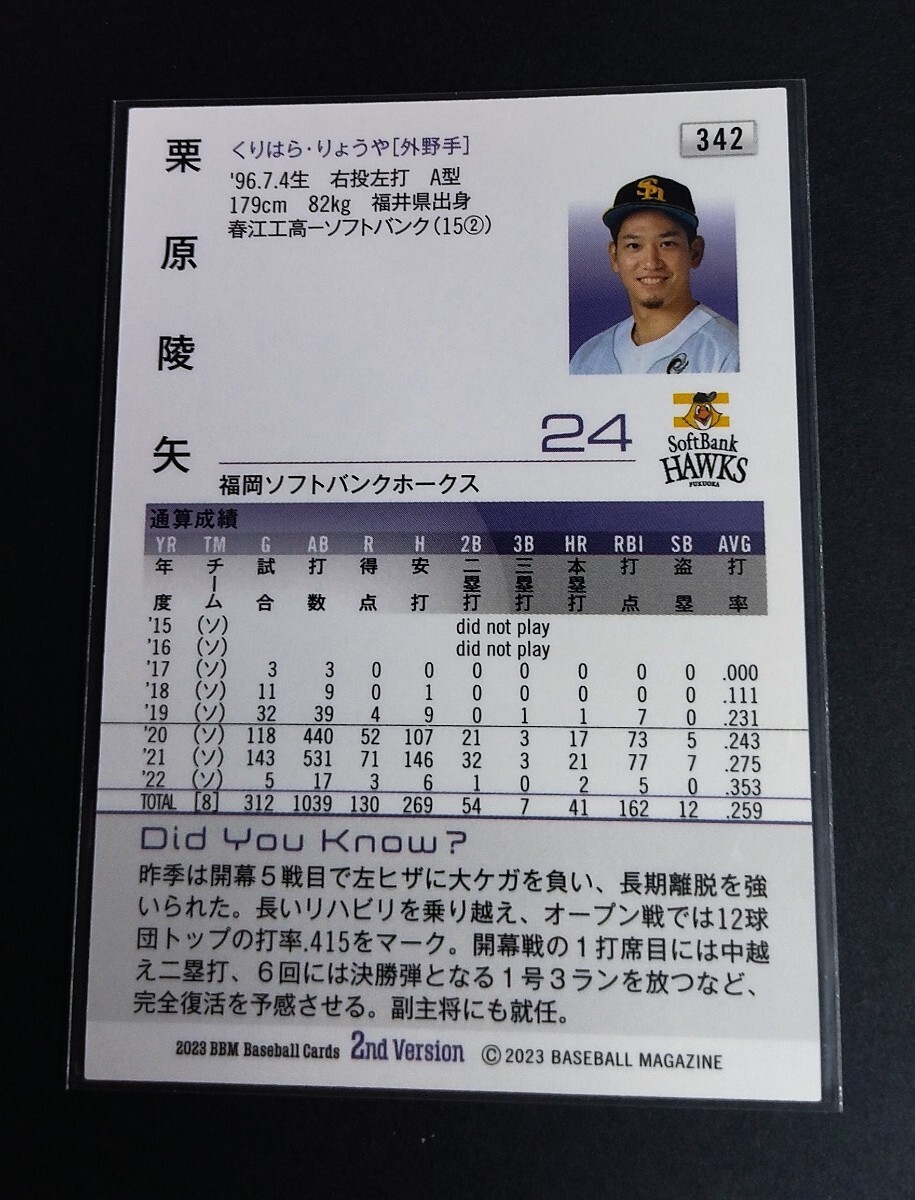 342
栗原陵矢
くりはら・りょうや[外野手]
'96.7.4生 右投左打 A型
179cm 82kg 福井県出身
春江工高ーソフトバンク(15②)
24
SoftBank
HAWKS
FUKUOKA
福岡ソフトバンクホークス
通算成績
YR TM G AB R H 2B 3B HR RBI SB AVG
年度 チーム 試合 打数 得点 安打 二塁打 三塁打 本塁打 打点 盗塁 打率
'15 (ソ) did not play
'16 (ソ) did not play
'17 (ソ) 3 3 0 0 0 0 0 0 0 .000
'18 (ソ) 11 9 0 1 0 0 0 0 0 .111
'19 (ソ) 32 39 4 9 0 1 1 7 0 .231
'20 (ソ) 118 440 52 107 21 3 17 73 5 .243
'21 (ソ) 143 531 71 146 32 3 21 77 7 .275
'22 (ソ) 5 17 3 6 1 0 2 5 0 .353
TOTAL [8] 312 1039 130 269 54 7 41 162 12 .259
Did You Know?
昨季は開幕5戦目で左ヒザに大ケガを負い、長期離脱を強
いられた。長いリハビリを乗り越え、オープン戦では12球
団トップの打率.415をマーク。開幕戦の1打席目には中越
え二塁打、6回には決勝弾となる1号3ランを放つなど、
完全復活を予感させる。副主将にも就任。
2023 BBM Baseball Cards 2nd Version ©2023 BASEBALL MAGAZINE